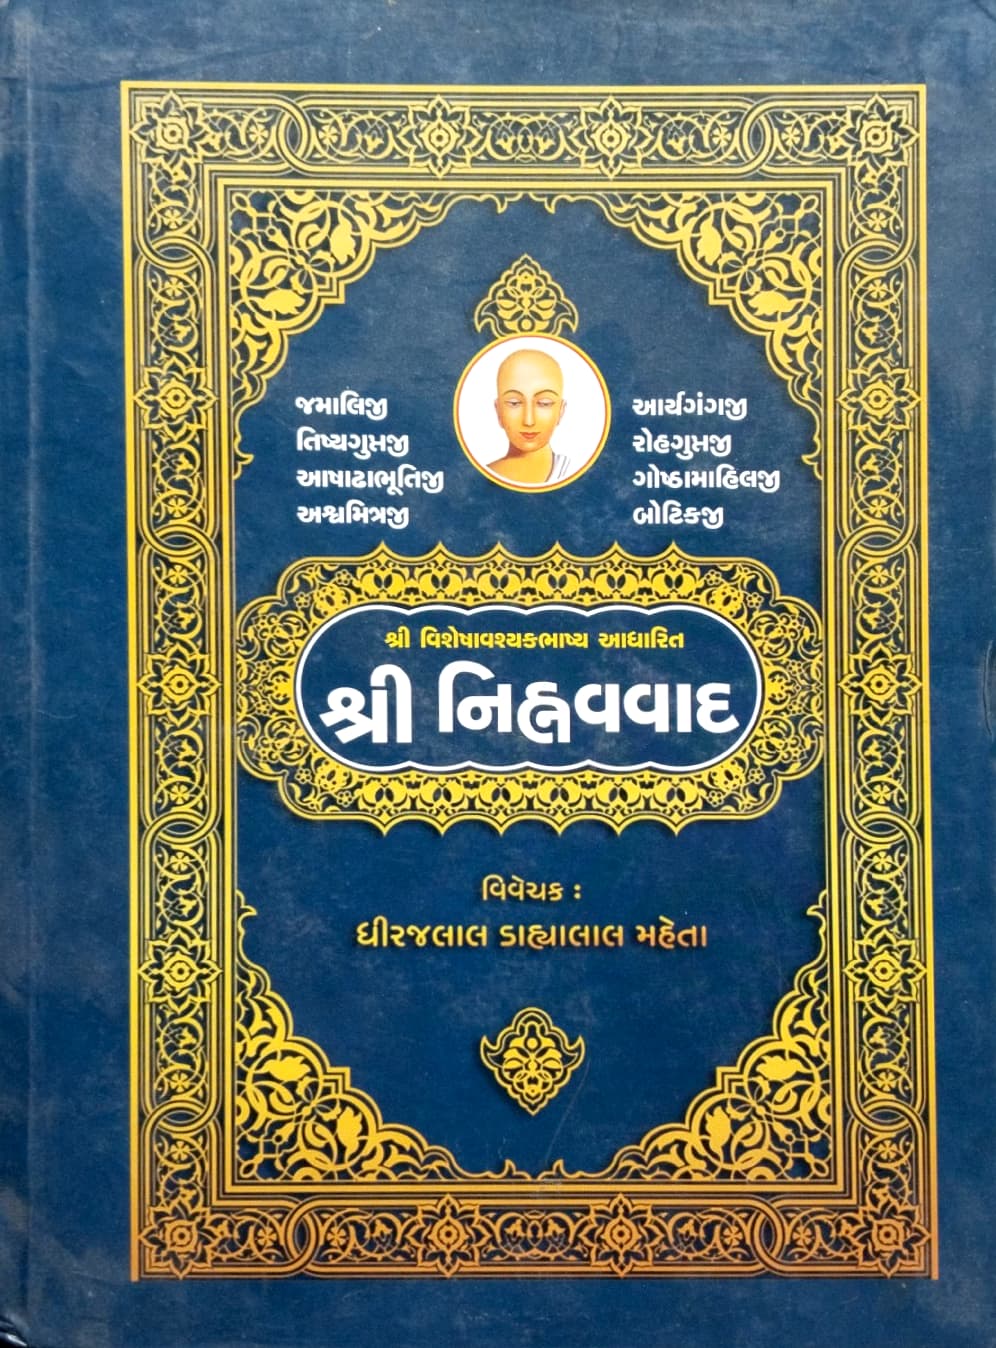 જમાલિજી
તિષ્યગુપ્તજી
આષાઢાભૂતિજી
અશ્વમિત્રજી
આર્યગંગજી
રોહગુપ્તજી
ગોષ્ઠામાહિલજી
બોટિકજી
શ્રી વિશેષાવશ્યકભાષ્ય આધારિત
શ્રી નિહ્નવવાદ
વિવેચક :
ધીરજલાલ ડાહ્યાલાલ મહેતા